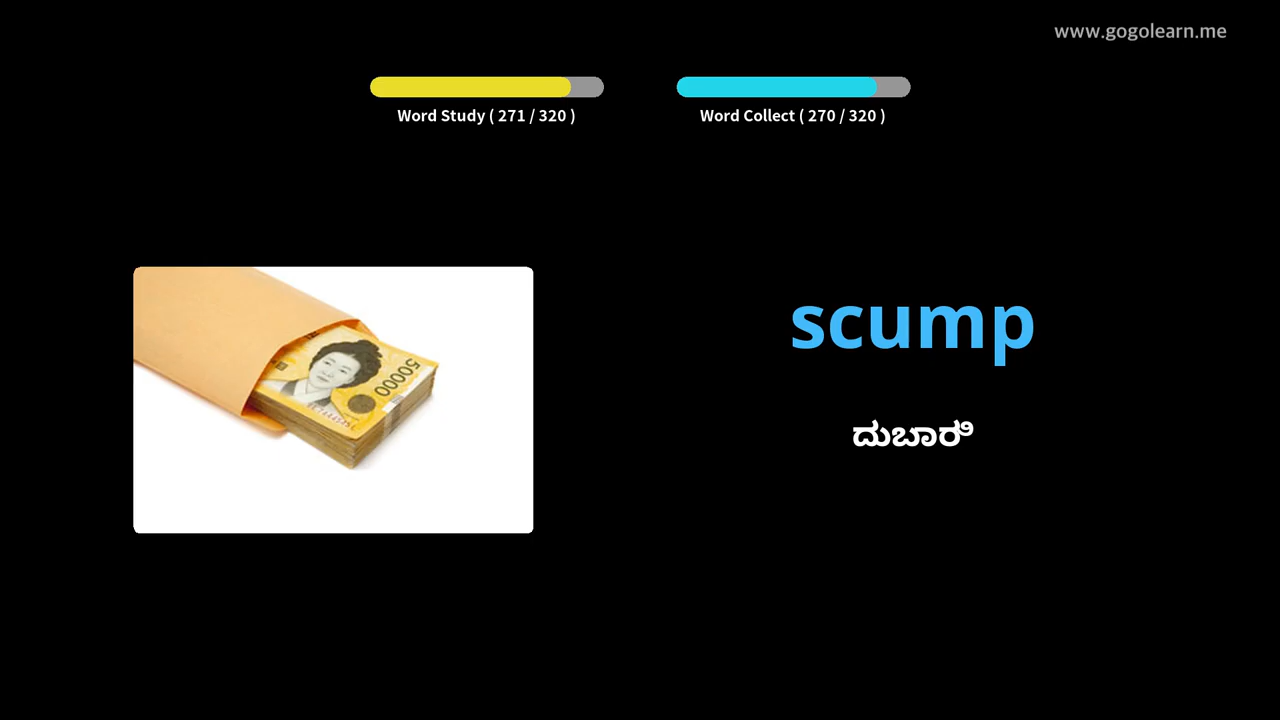 www.gogolearn.me
Word Study ( 271 / 320 )
Word Collect ( 270 / 320 )
50000
scump
ದುಬಾರಿ